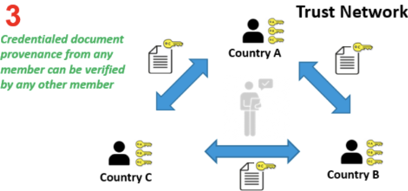 3
Trust Network
Credentialed document
provenance from any
member can be verified
by any other member
Country A
Country C
Country B